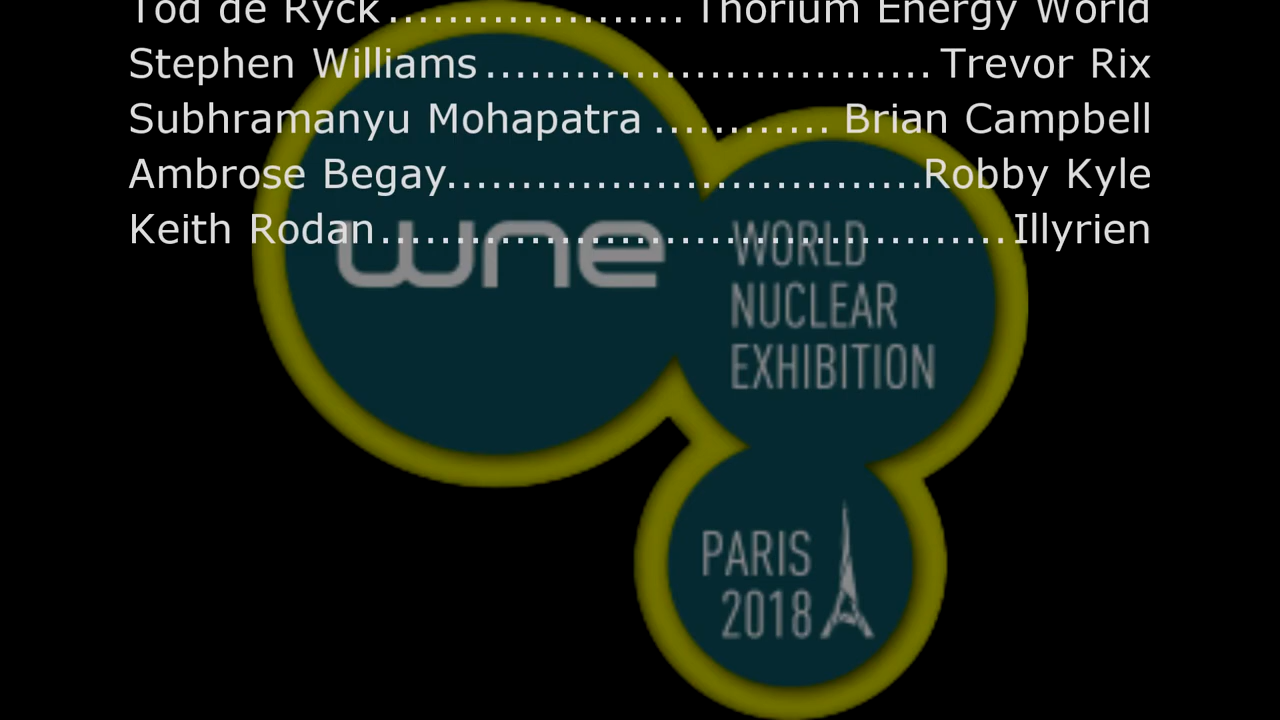 Tod de Ryck.................... Thorium Energy World
Stephen Williams.............................. Trevor Rix
Subhramanyu Mohapatra............ Brian Campbell
Ambrose Begay................................Robby Kyle
Keith Rodan..........................................Illyrien
wne
WORLD
NUCLEAR
EXHIBITION
PARIS
2018